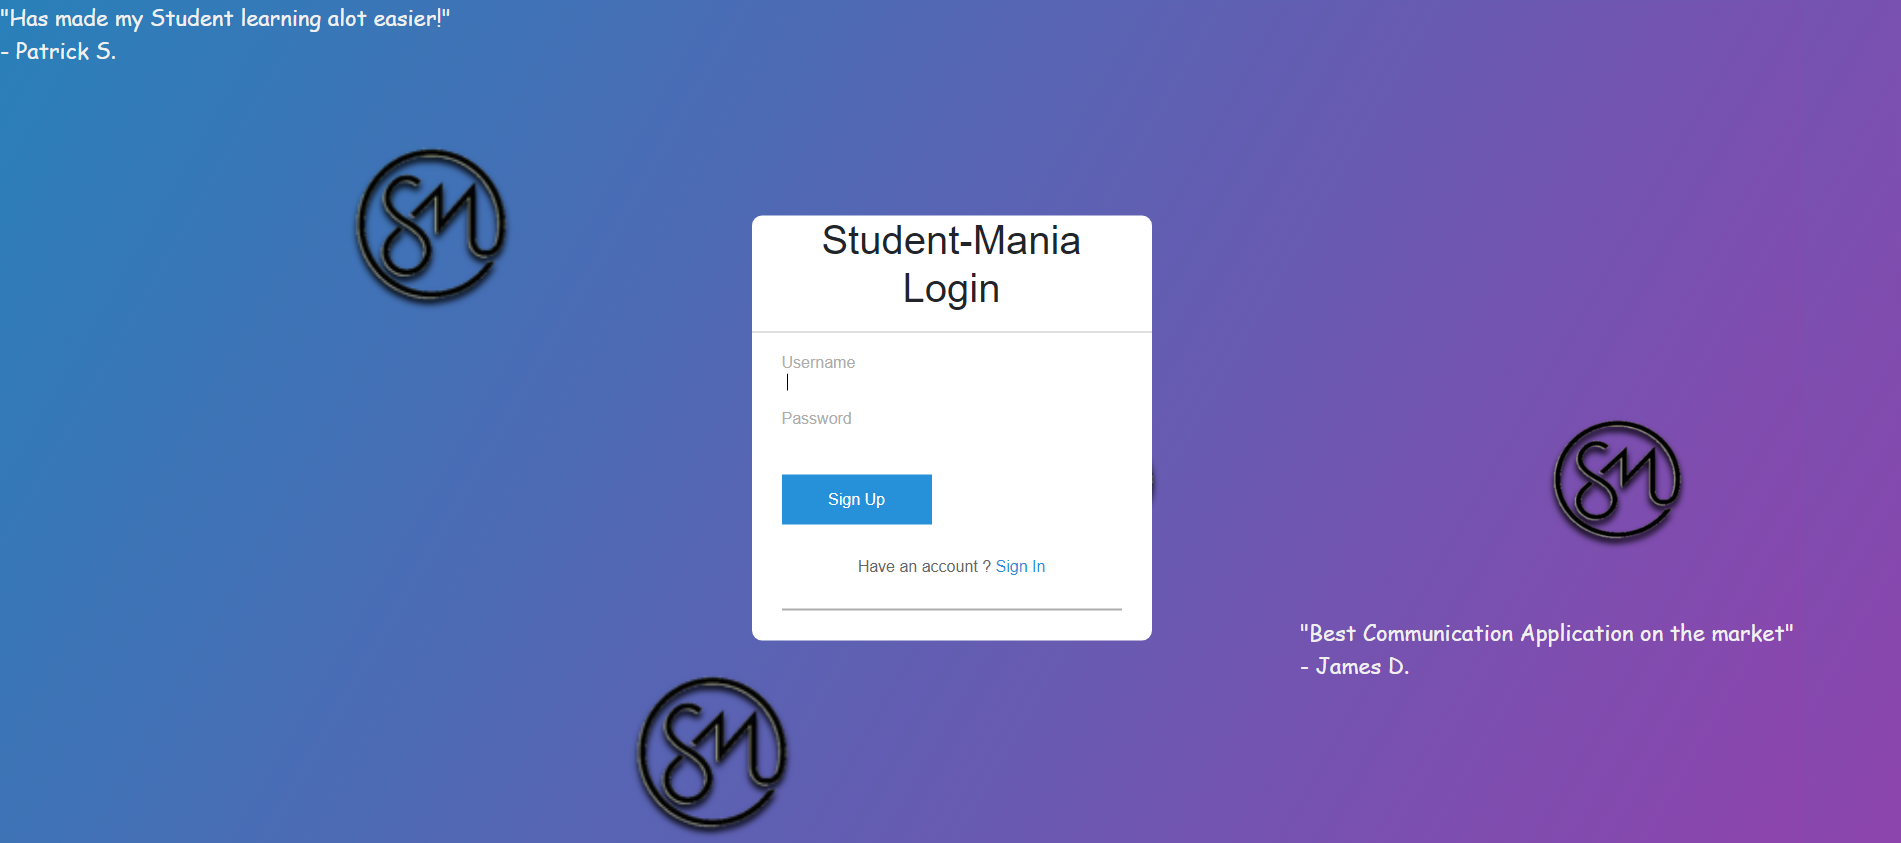 "Has made my Student learning alot easier!"
- Patrick S.
SM
Student-Mania
Login
Username
Password
SM
Sign Up
Have an account ? Sign In
"Best Communication Application on the market"
- James D.
SM